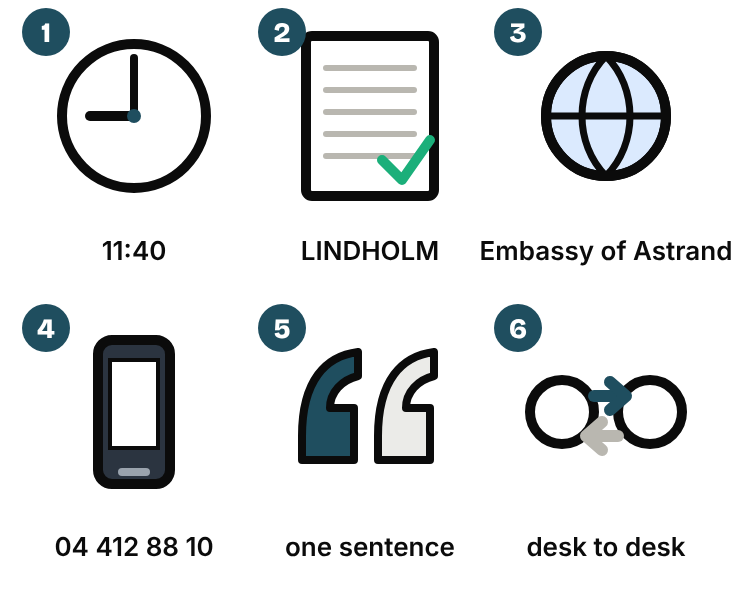 1
2
3
11:40
LINDHOLM
Embassy of Astrand
4
5
6
04 412 88 10
one sentence
desk to desk